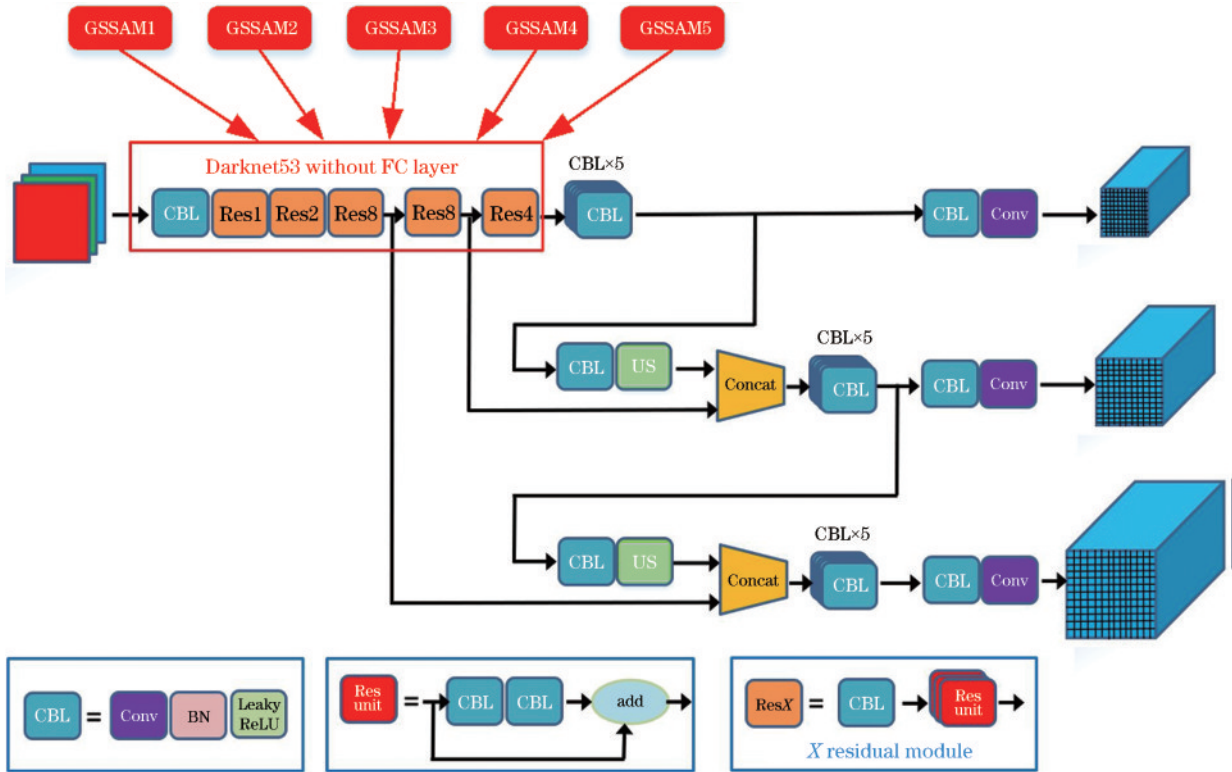 GSSAM1 GSSAM2 GSSAM3 GSSAM4 GSSAM5
Darknet53 without FC layer
CBL×5
CBL Res1 Res2 Res8 Res8 Res4 CBL CBL Conv
CBL×5
CBL US Concat CBL CBL Conv
CBL×5
CBL US Concat CBL CBL Conv
CBL = Conv BN Leaky
ReLU
Res
unit = CBL CBL add
ResX = CBL Res
unit
X residual module